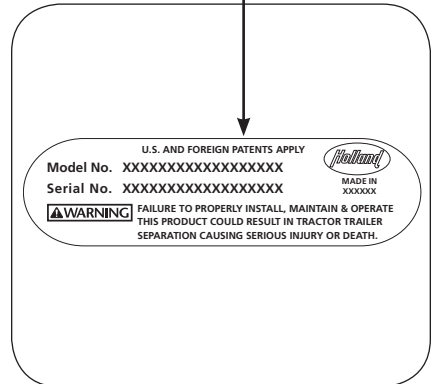 U.S. AND FOREIGN PATENTS APPLY
Holland
Model No. XXXXXXXXXXXXXXXXXX
Serial No. XXXXXXXXXXXXXXXXXX
MADE IN
XXXXXX
WARNING FAILURE TO PROPERLY INSTALL, MAINTAIN & OPERATE
THIS PRODUCT COULD RESULT IN TRACTOR TRAILER
SEPARATION CAUSING SERIOUS INJURY OR DEATH.